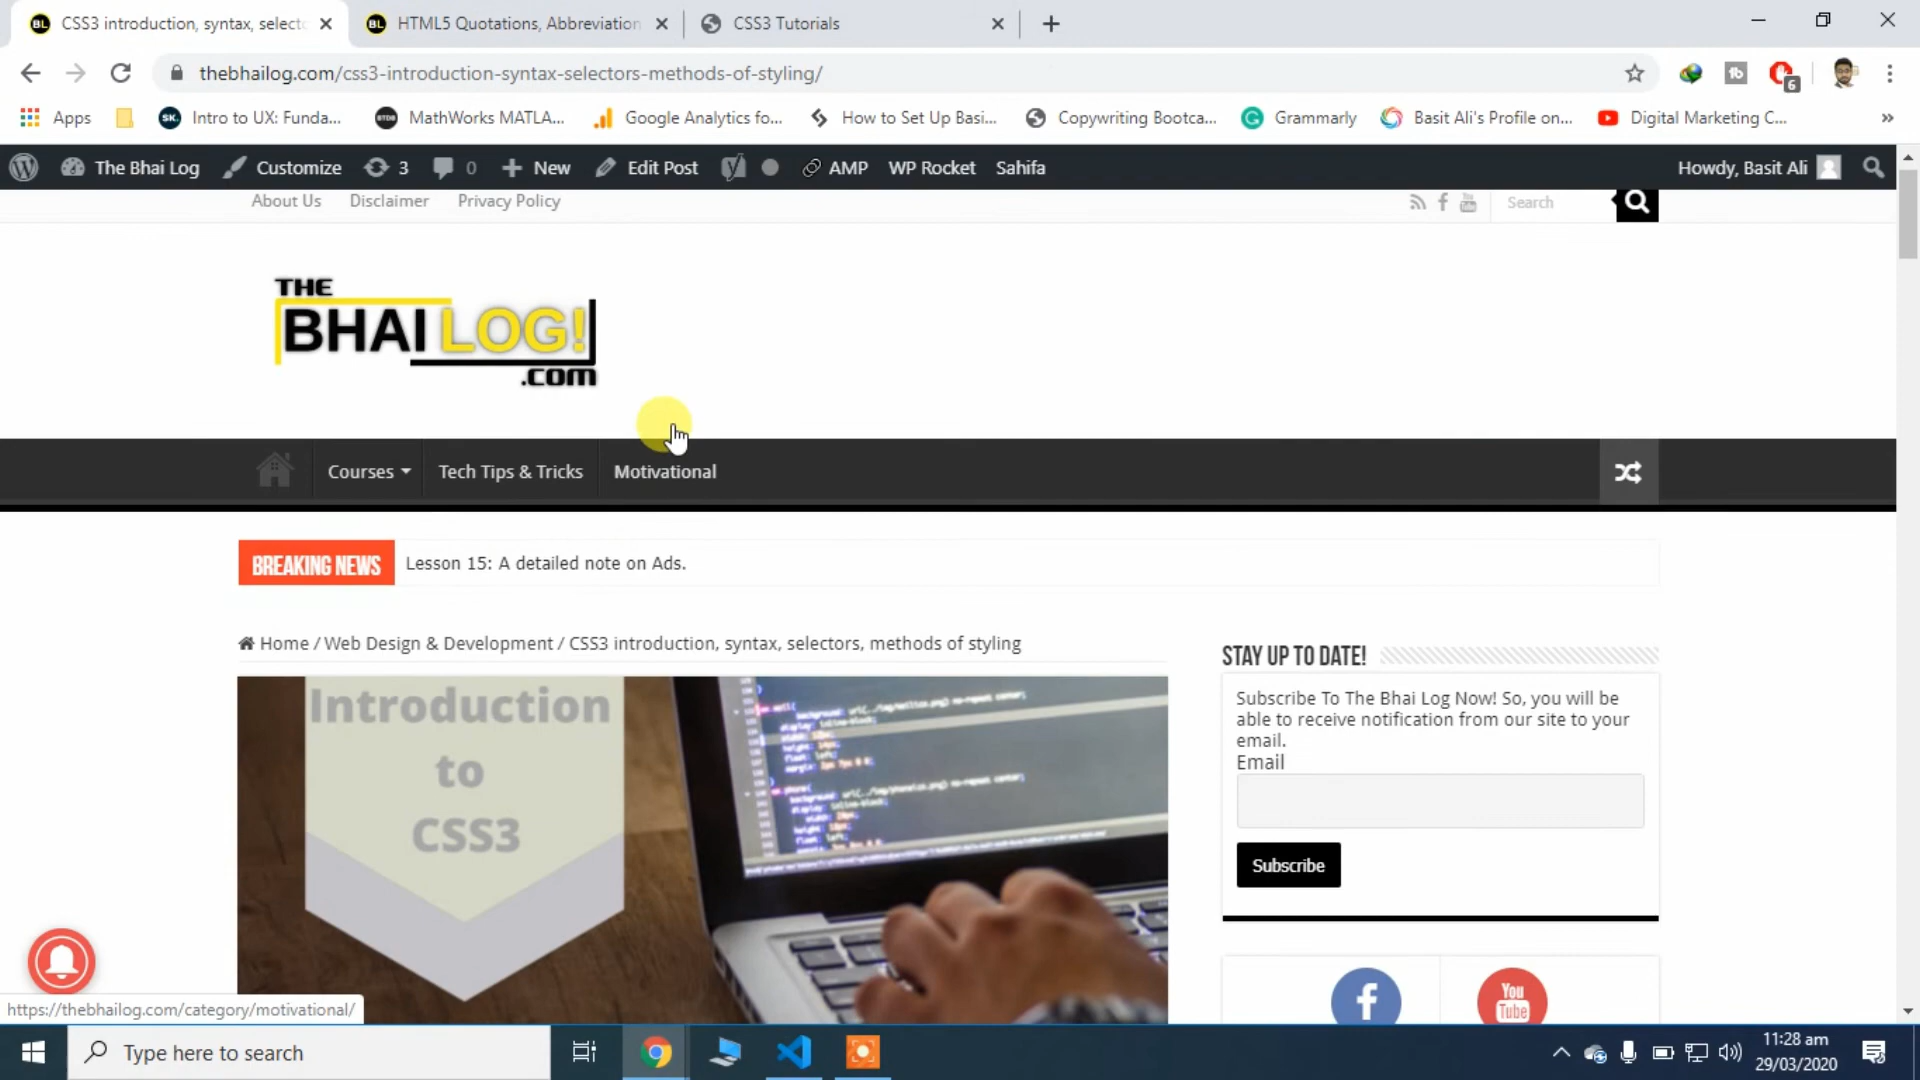 CSS3 introduction, syntax, selecto
HTML5 Quotations, Abbreviation
CSS3 Tutorials
thebhailog.com/css3-introduction-syntax-selectors-methods-of-styling/
6
Apps
SK.
Intro to UX: Funda...
MathWorks MATLA...
Google Analytics fo...
How to Set Up Basi...
Copywriting Bootca...
Grammarly
Basit Ali's Profile on...
Digital Marketing C...
»
The Bhai Log
Customize
3
0
New
Edit Post
AMP
WP Rocket
Sahifa
Howdy, Basit Ali
About Us
Disclaimer
Privacy Policy
Search
THE
BHAI LOG!
.COM
Courses
Tech Tips & Tricks
Motivational
BREAKING NEWS
Lesson 15: A detailed note on Ads.
Home / Web Design & Development / CSS3 introduction, syntax, selectors, methods of styling
Introduction
to
CSS3
STAY UP TO DATE!
Subscribe To The Bhai Log Now! So, you will be
able to receive notification from our site to your
email.
Email
Subscribe
You
Tube
https://thebhailog.com/category/motivational/
Type here to search
11:28 am
29/03/2020